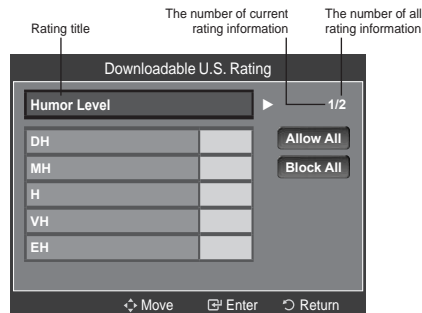 Rating title
The number of current
rating information
The number of all
rating information
Downloadable U.S. Rating
Humor Level
1/2
DH
MH
H
VH
EH
Allow All
Block All
Move
Enter
Return